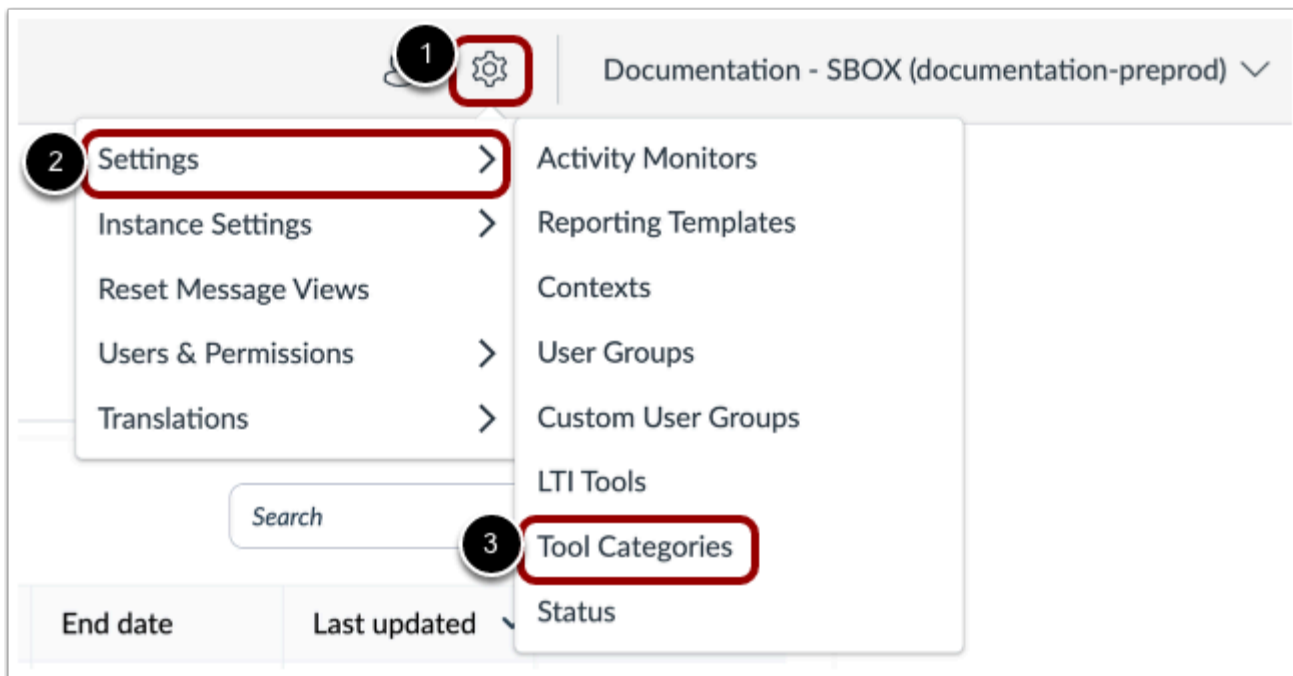 1
Documentation - SBOX (documentation-preprod)
2
Settings
Instance Settings
Reset Message Views
Users & Permissions
Translations
Activity Monitors
Reporting Templates
Contexts
User Groups
Custom User Groups
LTI Tools
3
Tool Categories
Status
Search
End date
Last updated